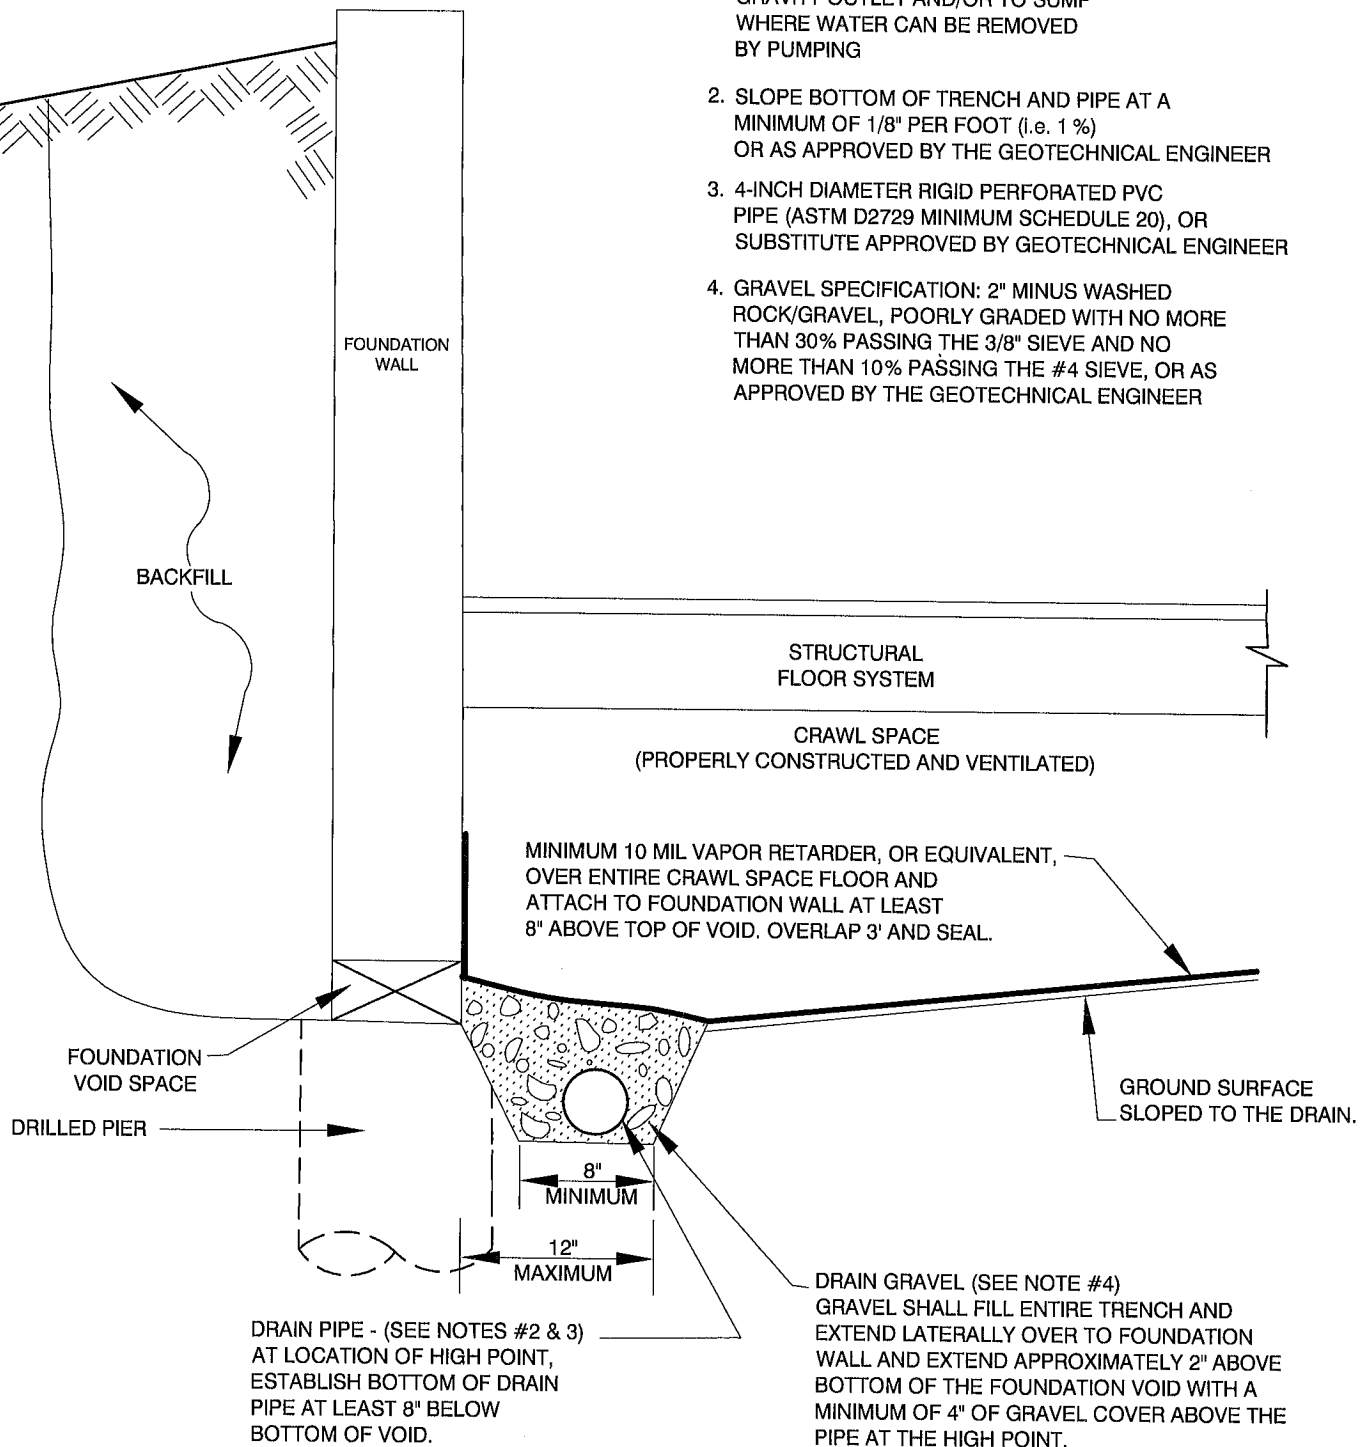 GRAVITY OUTLET AND/OR TO SUMP
WHERE WATER CAN BE REMOVED
BY PUMPING
2. SLOPE BOTTOM OF TRENCH AND PIPE AT A
MINIMUM OF 1/8" PER FOOT (i.e. 1 %)
OR AS APPROVED BY THE GEOTECHNICAL ENGINEER
3. 4-INCH DIAMETER RIGID PERFORATED PVC
PIPE (ASTM D2729 MINIMUM SCHEDULE 20), OR
SUBSTITUTE APPROVED BY GEOTECHNICAL ENGINEER
4. GRAVEL SPECIFICATION: 2" MINUS WASHED
ROCK/GRAVEL, POORLY GRADED WITH NO MORE
THAN 30% PASSING THE 3/8" SIEVE AND NO
MORE THAN 10% PASSING THE #4 SIEVE, OR AS
APPROVED BY THE GEOTECHNICAL ENGINEER
FOUNDATION
WALL
BACKFILL
STRUCTURAL
FLOOR SYSTEM
CRAWL SPACE
(PROPERLY CONSTRUCTED AND VENTILATED)
MINIMUM 10 MIL VAPOR RETARDER, OR EQUIVALENT,
OVER ENTIRE CRAWL SPACE FLOOR AND
ATTACH TO FOUNDATION WALL AT LEAST
8" ABOVE TOP OF VOID. OVERLAP 3' AND SEAL.
FOUNDATION
VOID SPACE
DRILLED PIER
GROUND SURFACE
SLOPED TO THE DRAIN.
8"
MINIMUM
12"
MAXIMUM
DRAIN PIPE - (SEE NOTES #2 & 3)
AT LOCATION OF HIGH POINT,
ESTABLISH BOTTOM OF DRAIN
PIPE AT LEAST 8" BELOW
BOTTOM OF VOID.
DRAIN GRAVEL (SEE NOTE #4)
GRAVEL SHALL FILL ENTIRE TRENCH AND
EXTEND LATERALLY OVER TO FOUNDATION
WALL AND EXTEND APPROXIMATELY 2" ABOVE
BOTTOM OF THE FOUNDATION VOID WITH A
MINIMUM OF 4" OF GRAVEL COVER ABOVE THE
PIPE AT THE HIGH POINT.